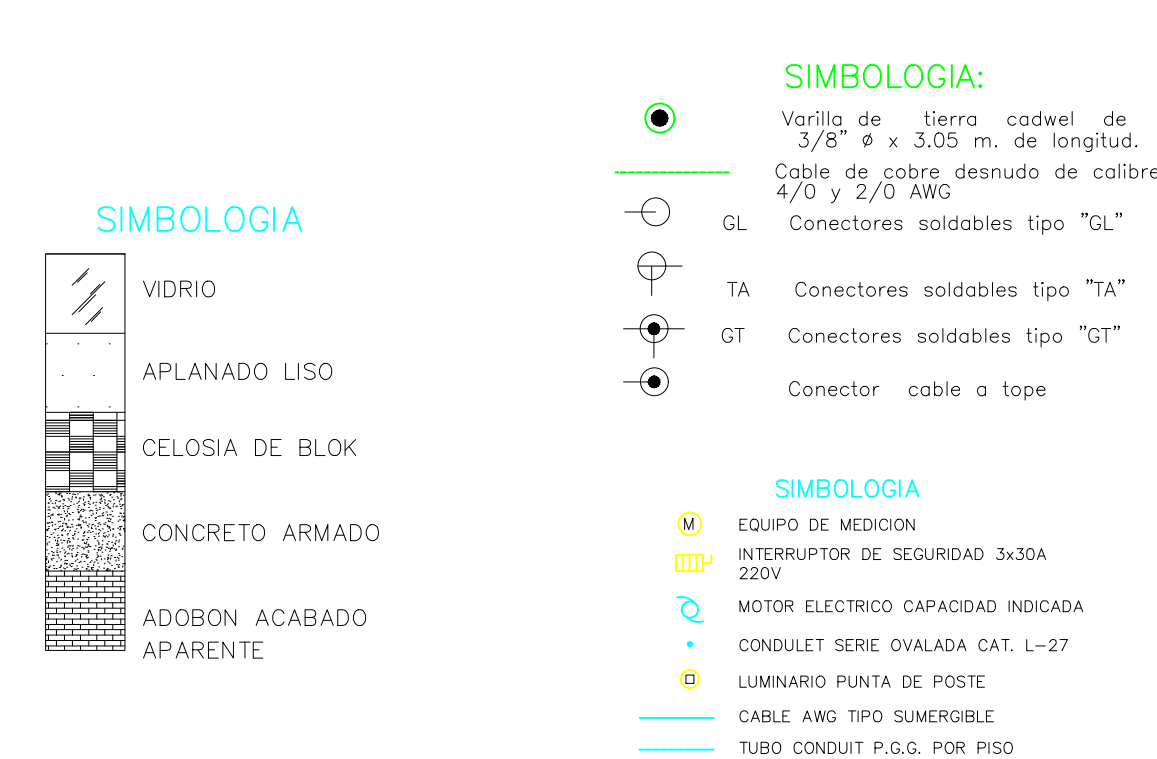 SIMBOLOGIA
VIDRIO
APLANADO LISO
CELOSIA DE BLOK
CONCRETO ARMADO
ADOBON ACABADO
APARENTE
SIMBOLOGIA:
Varilla de tierra cadwel de
3/8" Ø x 3.05 m. de longitud.
Cable de cobre desnudo de calibre
4/0 y 2/0 AWG
GL Conectores soldables tipo "GL"
TA Conectores soldables tipo "TA"
GT Conectores soldables tipo "GT"
Conector cable a tope
SIMBOLOGIA
M EQUIPO DE MEDICION
INTERRUPTOR DE SEGURIDAD 3x30A
220V
MOTOR ELECTRICO CAPACIDAD INDICADA
CONDULET SERIE OVALADA CAT. L-27
LUMINARIO PUNTA DE POSTE
CABLE AWG TIPO SUMERGIBLE
TUBO CONDUIT P.G.G. POR PISO